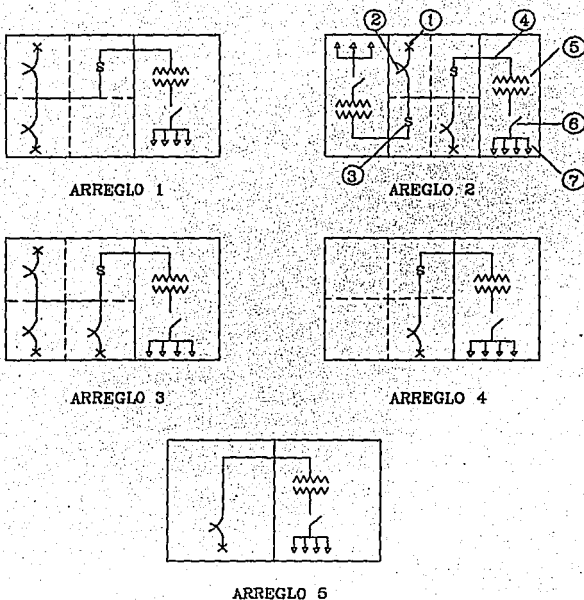 ① ② ④
⑤
⑥
⑦
③
S S S
ARREGLO 1
AREGLO 2
S S
ARREGLO 3
ARREGLO 4
ARREGLO 5